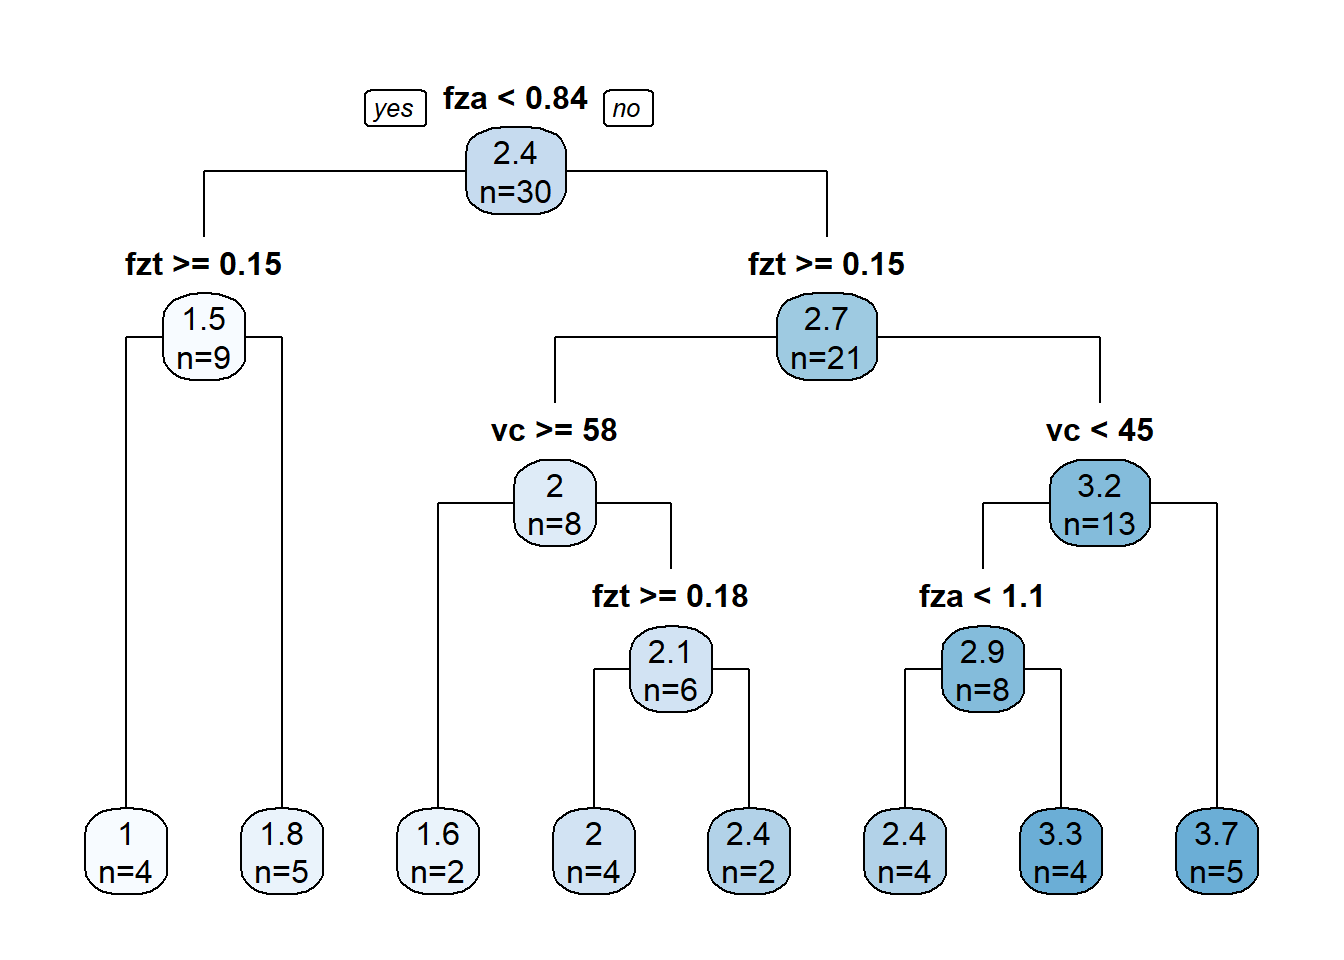 yes
fza < 0.84
no
2.4
n=30
fzt >= 0.15
fzt >= 0.15
1.5
n=9
2.7
n=21
vc >= 58
vc < 45
2
n=8
3.2
n=13
fzt >= 0.18
fza < 1.1
2.1
n=6
2.9
n=8
1
n=4
1.8
n=5
1.6
n=2
2
n=4
2.4
n=2
2.4
n=4
3.3
n=4
3.7
n=5